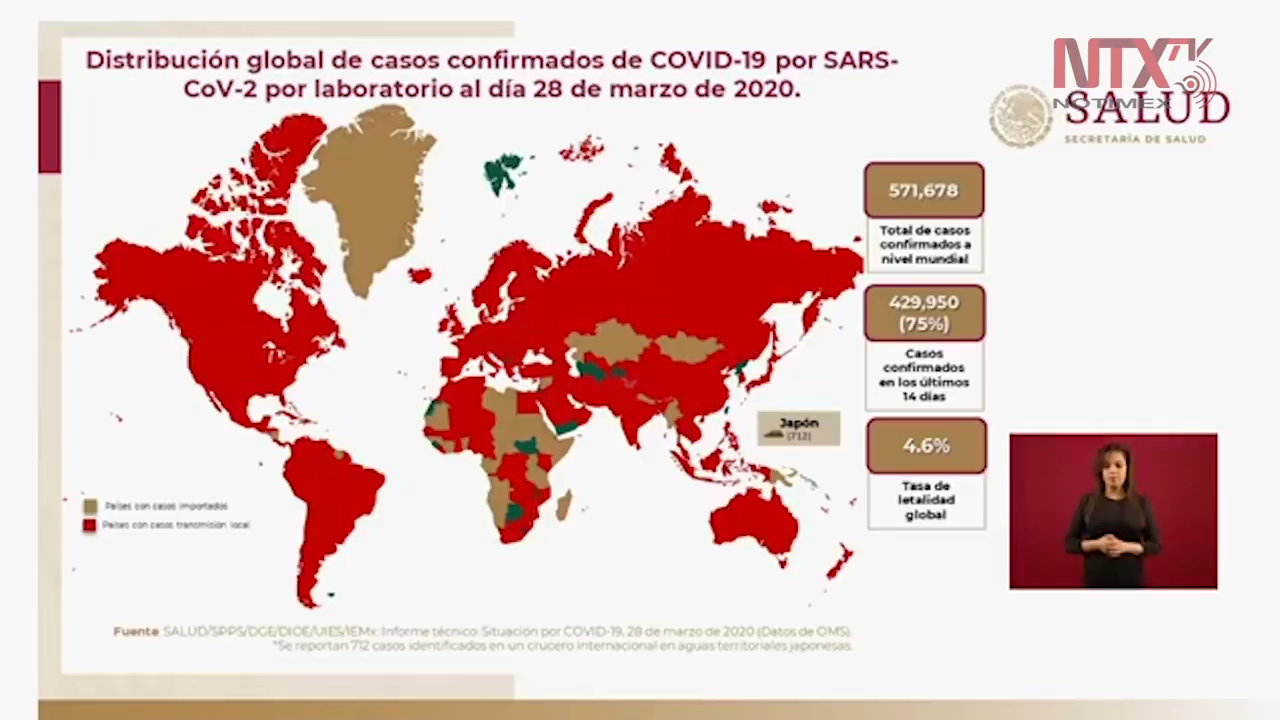 Distribución global de casos confirmados de COVID-19 por SARS-
CoV-2 por laboratorio al día 28 de marzo de 2020.
NTX
NOTIMEX
SALUD
SECRETARÍA DE SALUD
571,678
Total de casos
confirmados a
nivel mundial
429,950
(75%)
Casos
confirmados
en los últimos
14 días
4.6%
Tasa de
letalidad
global
Japón
(712)
Países con casos importados
Países con casos transmisión local
Fuente: SALUD/SPPS/DGE/DIOE/UIES/IEMx: Informe técnico: Situación por COVID-19, 28 de marzo de 2020 (Datos de OMS).
*Se reportan 712 casos identificados en un crucero internacional en aguas territoriales japonesas.